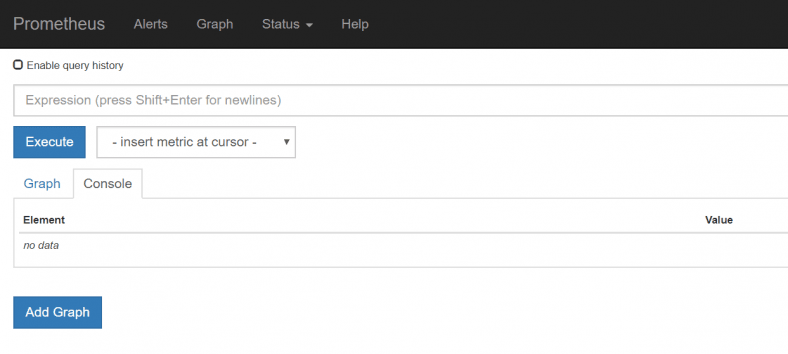 Prometheus Alerts Graph Status Help
Enable query history
Expression (press Shift+Enter for newlines)
Execute - insert metric at cursor -
Graph Console
Element Value
no data
Add Graph